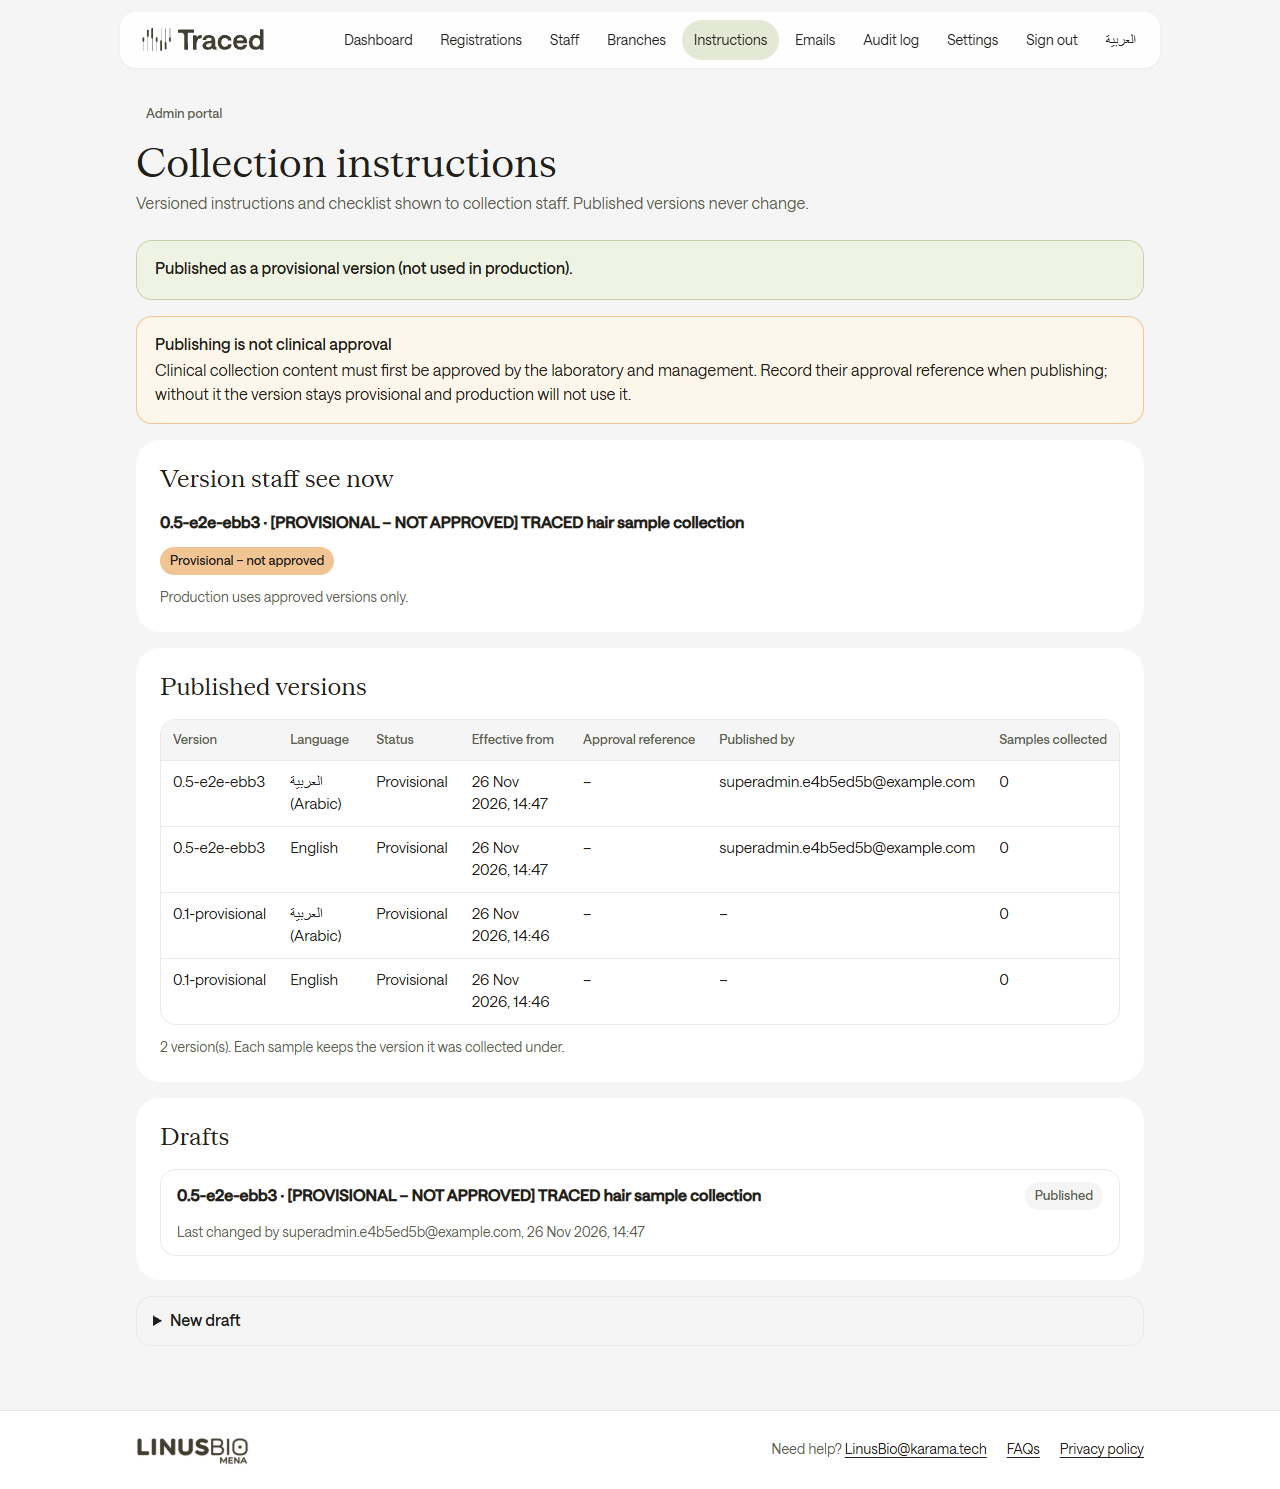 Traced
Dashboard Registrations Staff Branches Instructions Emails Audit log Settings Sign out العربية
Admin portal
Collection instructions
Versioned instructions and checklist shown to collection staff. Published versions never change.
Published as a provisional version (not used in production).
Publishing is not clinical approval
Clinical collection content must first be approved by the laboratory and management. Record their approval reference when publishing;
without it the version stays provisional and production will not use it.
Version staff see now
0.5-e2e-ebb3 · [PROVISIONAL – NOT APPROVED] TRACED hair sample collection
Provisional – not approved
Production uses approved versions only.
Published versions
Version Language Status Effective from Approval reference Published by Samples collected
0.5-e2e-ebb3 العربية (Arabic) Provisional 26 Nov 2026, 14:47 – superadmin.e4b5ed5b@example.com 0
0.5-e2e-ebb3 English Provisional 26 Nov 2026, 14:47 – superadmin.e4b5ed5b@example.com 0
0.1-provisional العربية (Arabic) Provisional 26 Nov 2026, 14:46 – – 0
0.1-provisional English Provisional 26 Nov 2026, 14:46 – – 0
2 version(s). Each sample keeps the version it was collected under.
Drafts
0.5-e2e-ebb3 · [PROVISIONAL – NOT APPROVED] TRACED hair sample collection Published
Last changed by superadmin.e4b5ed5b@example.com, 26 Nov 2026, 14:47
New draft
LINUSBIO MENA
Need help? LinusBio@karama.tech FAQs Privacy policy